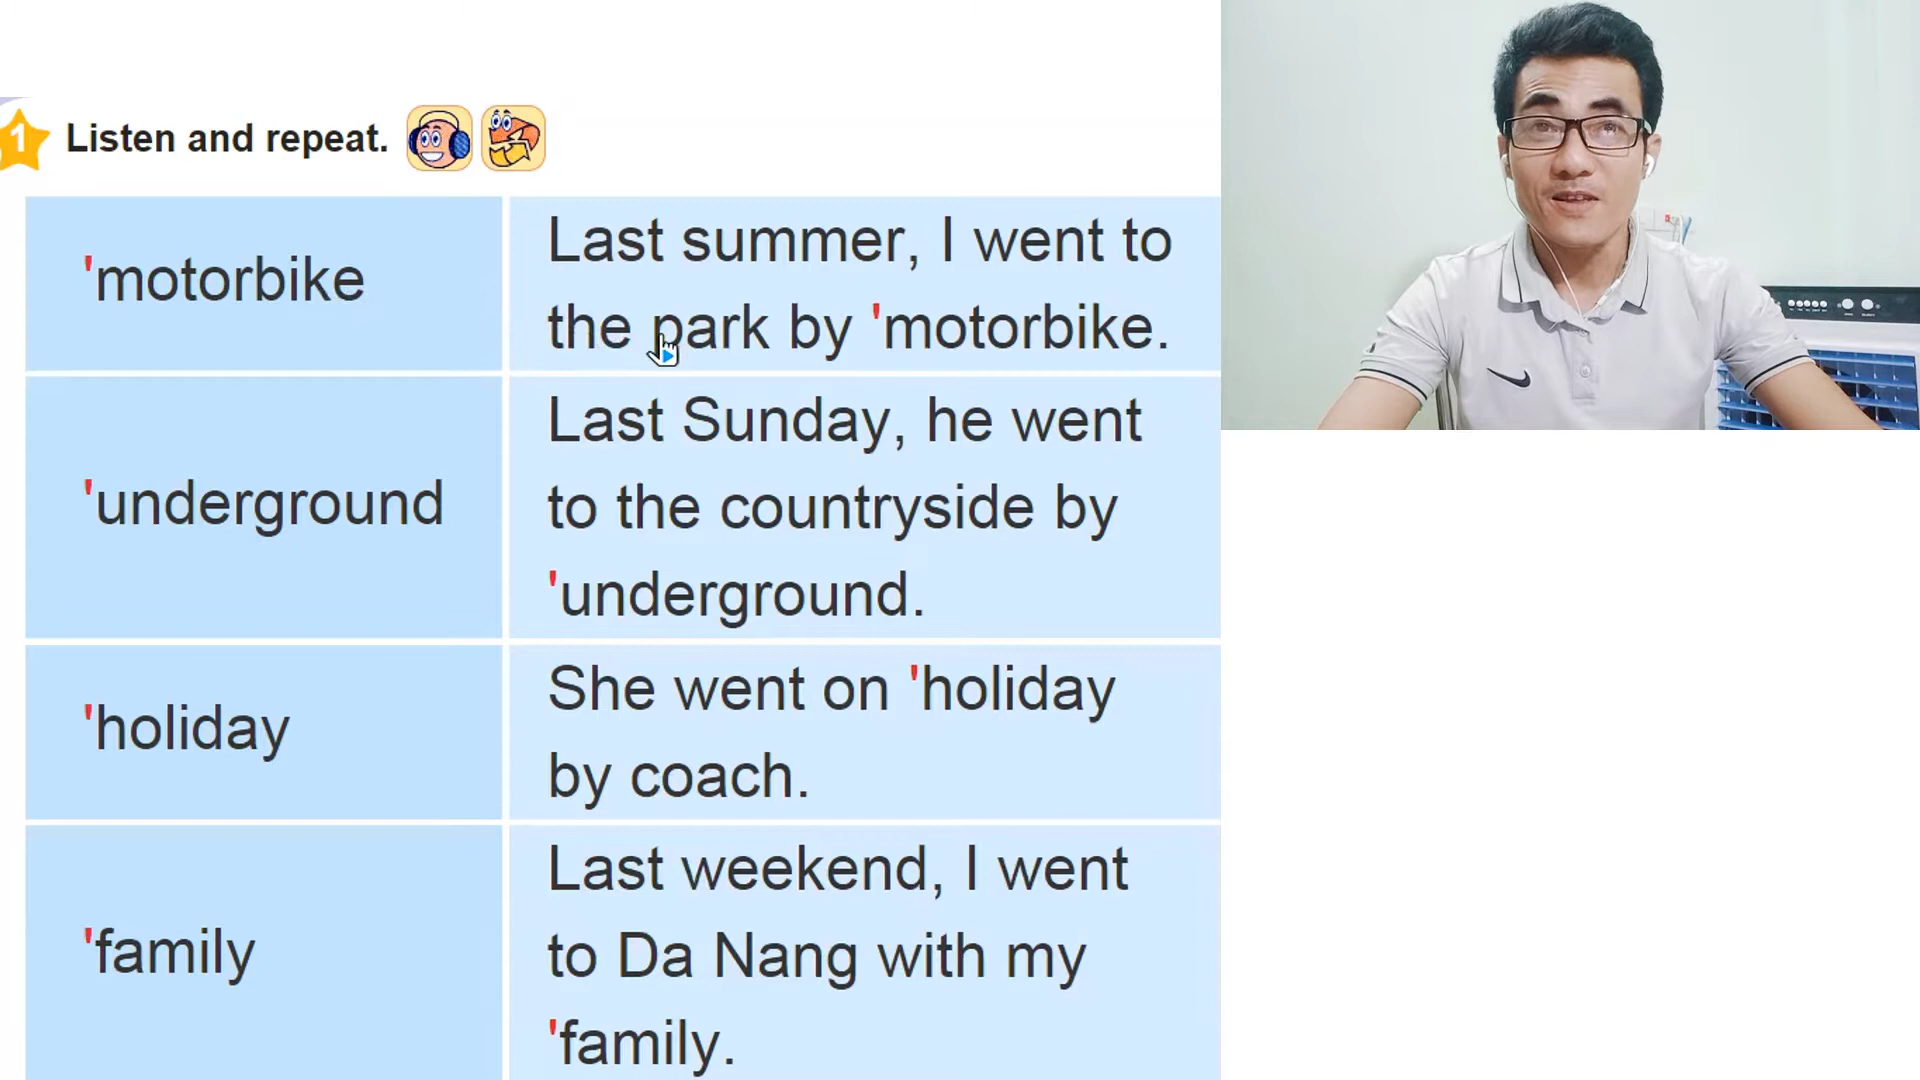 1 Listen and repeat.
'motorbike
Last summer, I went to
the park by 'motorbike.
'underground
Last Sunday, he went
to the countryside by
'underground.
'holiday
She went on 'holiday
by coach.
'family
Last weekend, I went
to Da Nang with my
'family.